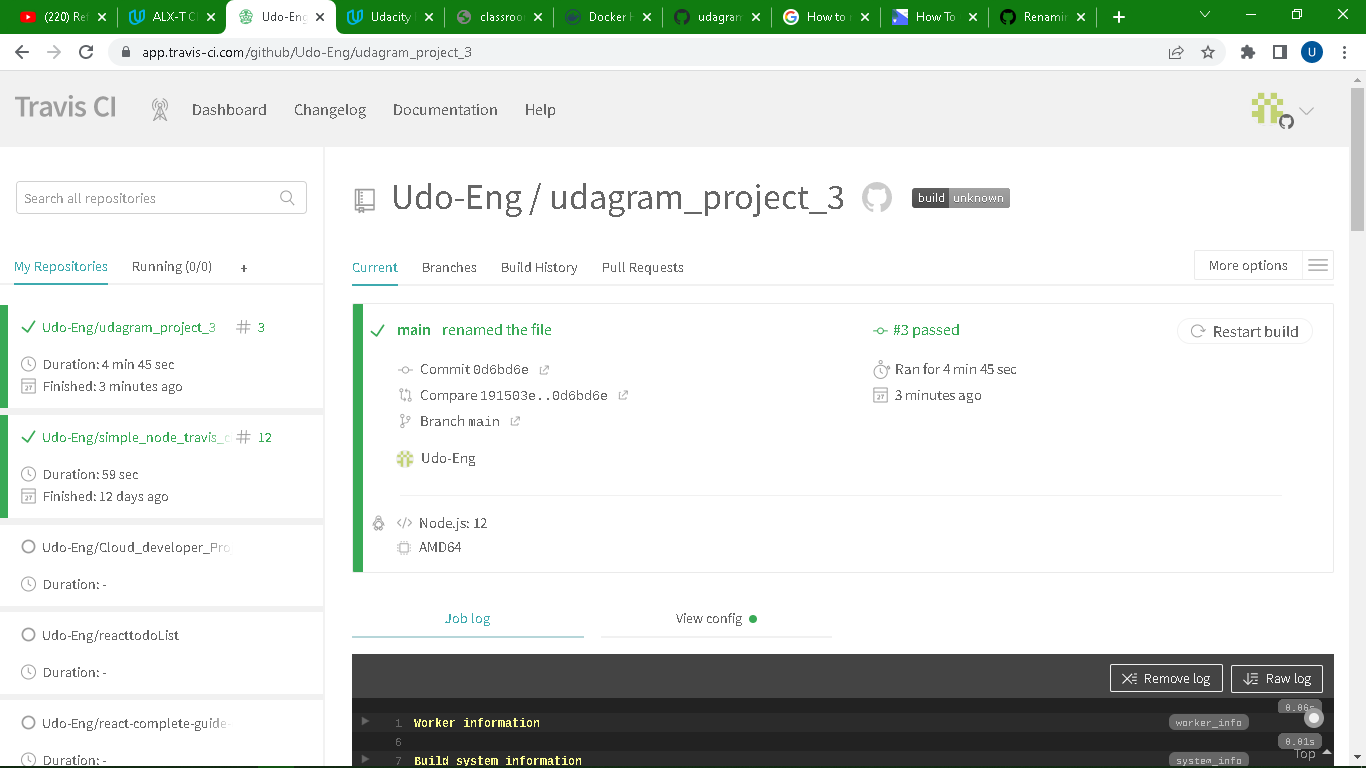 (220) Ref
ALX-T Cl
Udo-Eng
Udacity
classroo
Docker H
udagram
How to r
How To
Renamin
app.travis-ci.com/github/Udo-Eng/udagram_project_3
U
Travis CI
Dashboard
Changelog
Documentation
Help
Search all repositories
My Repositories
Running (0/0)
+
Udo-Eng/udagram_project_3 # 3
Duration: 4 min 45 sec
Finished: 3 minutes ago
Udo-Eng/simple_node_travis_c # 12
Duration: 59 sec
Finished: 12 days ago
Udo-Eng/Cloud_developer_Pro
Duration: -
Udo-Eng/reacttodoList
Duration: -
Udo-Eng/react-complete-guide-
Duration: -
Udo-Eng / udagram_project_3
build unknown
Current
Branches
Build History
Pull Requests
More options
main renamed the file
#3 passed
Restart build
Commit 0d6bd6e
Ran for 4 min 45 sec
Compare 191503e..0d6bd6e
3 minutes ago
Branch main
Udo-Eng
Node.js: 12
AMD64
Job log
View config
Remove log
Raw log
0.06s
1 Worker information worker_info
6
0.01s
7 Build system information system_info
Top